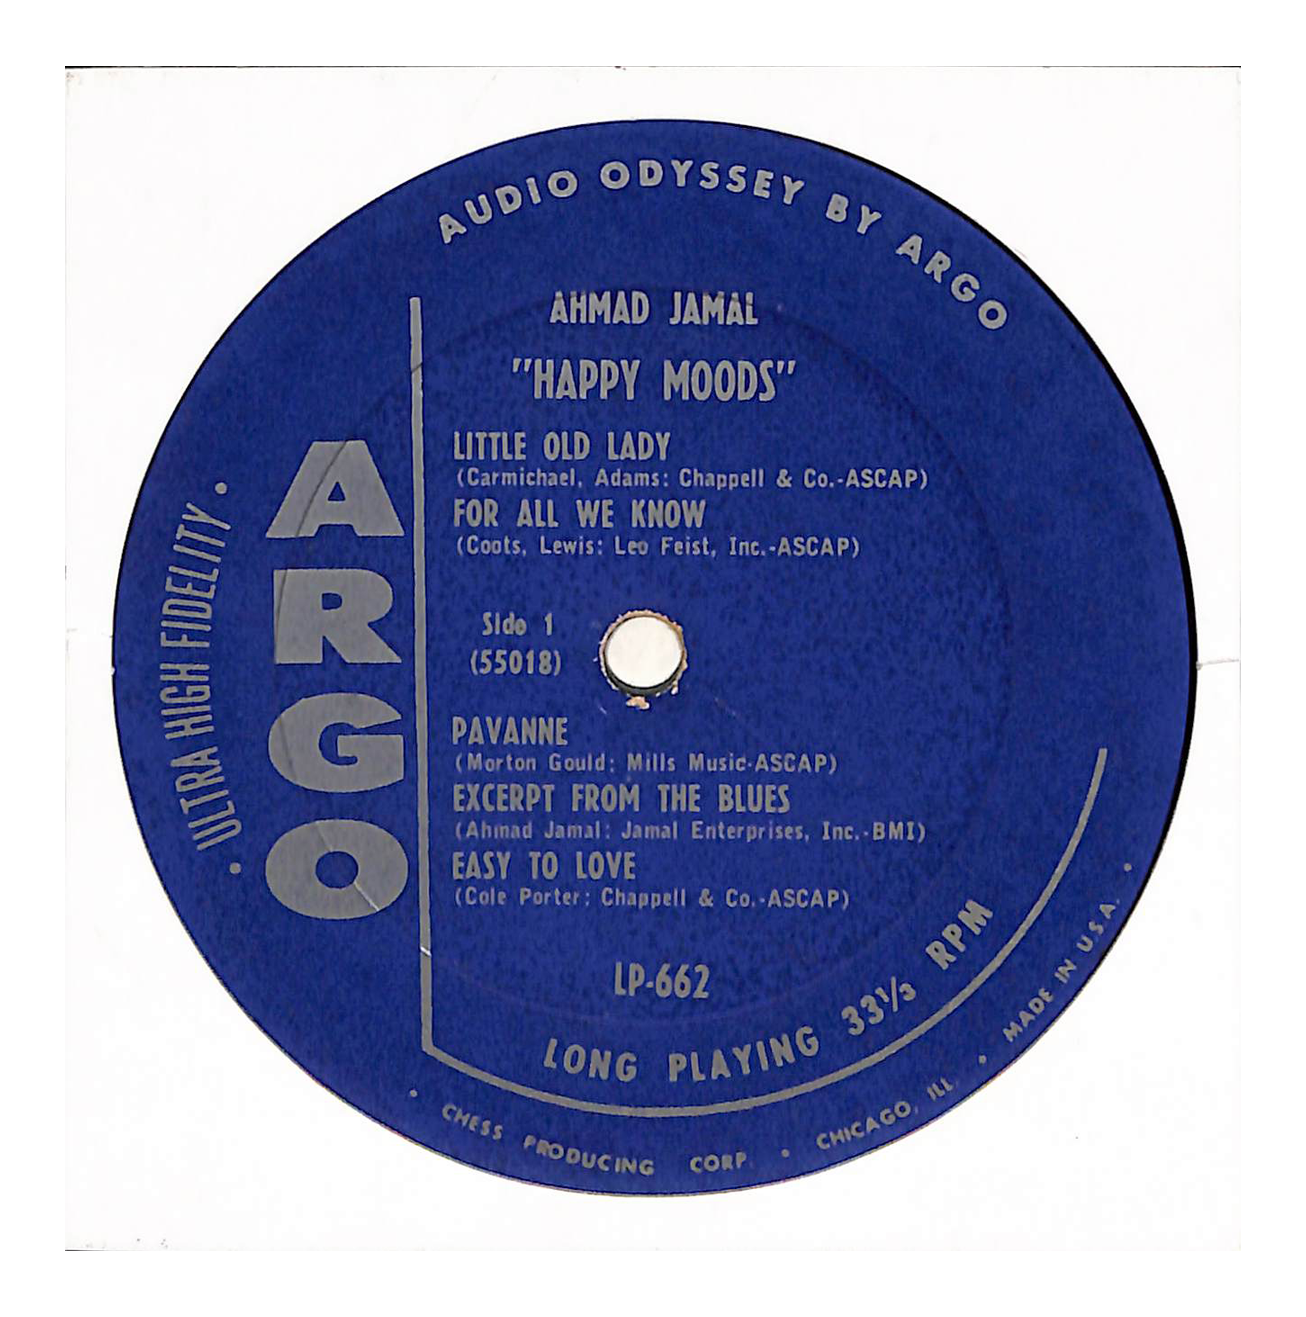 AUDIO ODYSSEY BY ARGO
AHMAD JAMAL
"HAPPY MOODS"
LITTLE OLD LADY
(Carmichael, Adams: Chappell & Co.-ASCAP)
FOR ALL WE KNOW
(Coots, Lewis: Leo Feist, Inc.-ASCAP)
Side 1
(55018)
PAVANNE
(Morton Gould: Mills Music-ASCAP)
EXCERPT FROM THE BLUES
(Ahmad Jamal: Jamal Enterprises, Inc.-BMI)
EASY TO LOVE
(Cole Porter: Chappell & Co.-ASCAP)
LP-662
LONG PLAYING 33⅓ RPM
ARGO
• ULTRA HIGH FIDELITY •
• CHESS PRODUCING CORP. • CHICAGO, ILL. • MADE IN U.S.A. •